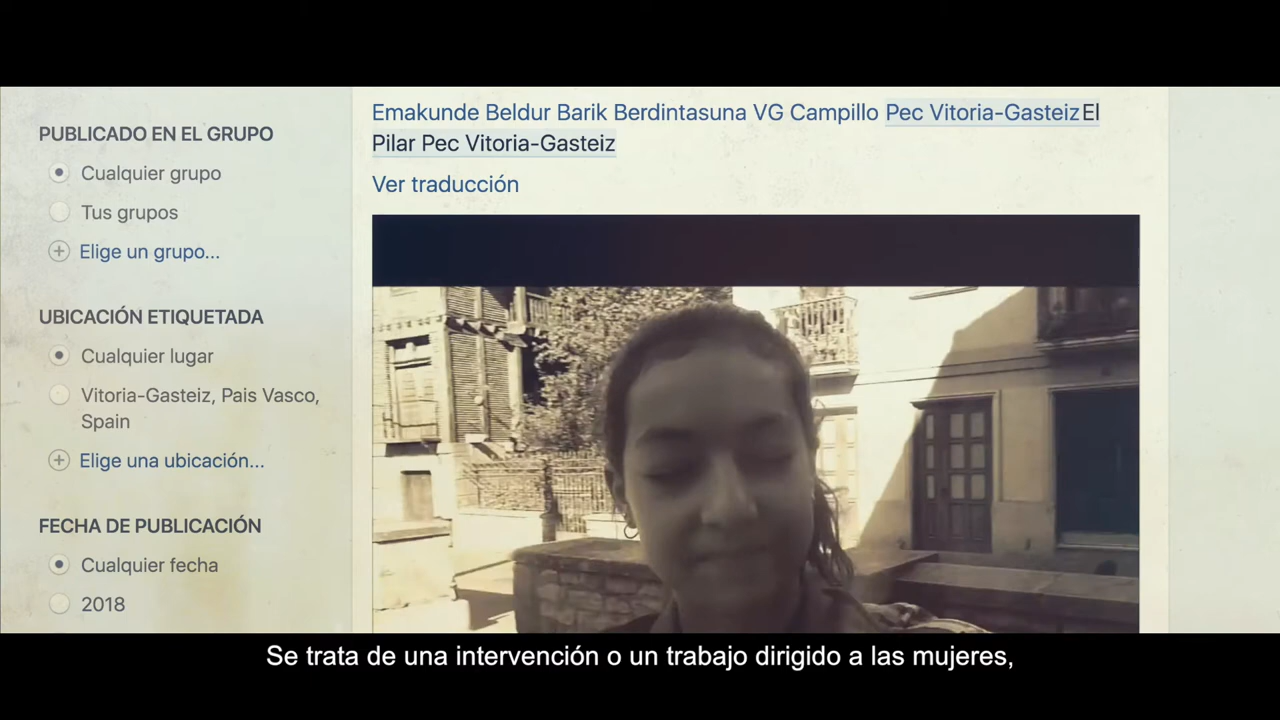 PUBLICADO EN EL GRUPO
Cualquier grupo
Tus grupos
Elige un grupo...
UBICACIÓN ETIQUETADA
Cualquier lugar
Vitoria-Gasteiz, Pais Vasco,
Spain
Elige una ubicación...
FECHA DE PUBLICACIÓN
Cualquier fecha
2018
Emakunde Beldur Barik Berdintasuna VG Campillo Pec Vitoria-GasteizEl
Pilar Pec Vitoria-Gasteiz
Ver traducción
Se trata de una intervención o un trabajo dirigido a las mujeres,